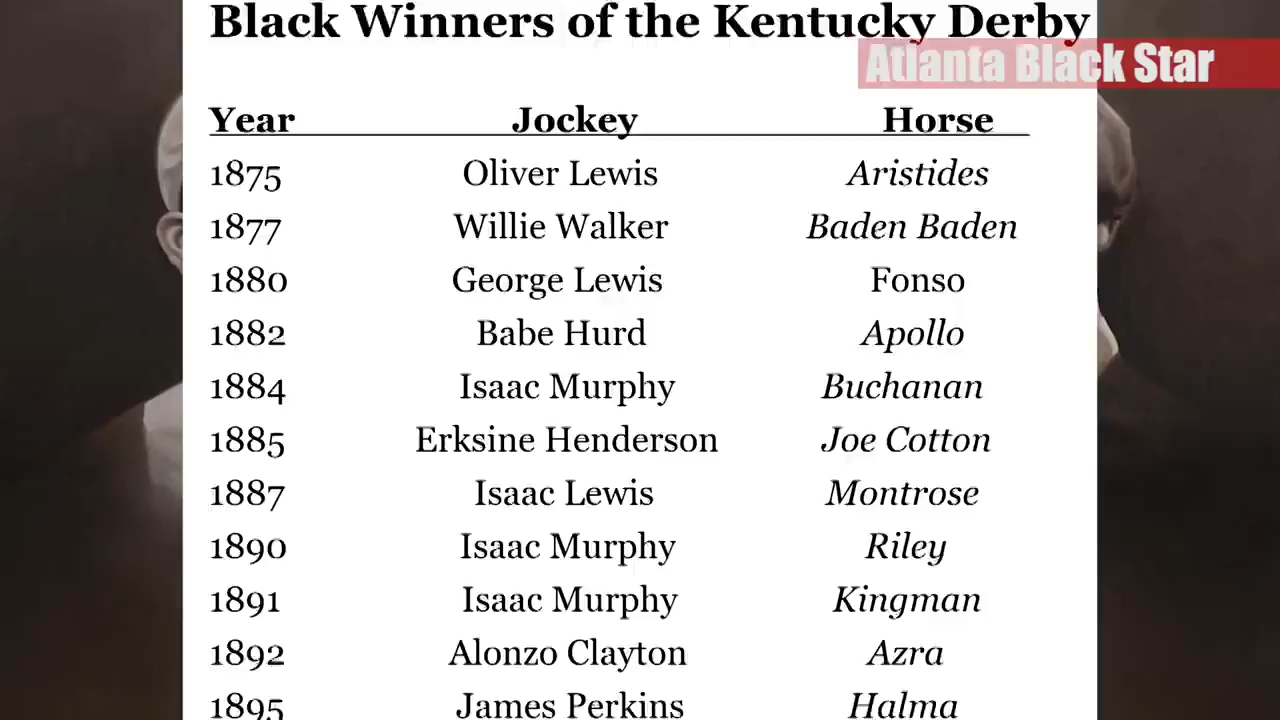 Black Winners of the Kentucky Derby
Atlanta Black Star
Year Jockey Horse
1875 Oliver Lewis Aristides
1877 Willie Walker Baden Baden
1880 George Lewis Fonso
1882 Babe Hurd Apollo
1884 Isaac Murphy Buchanan
1885 Erksine Henderson Joe Cotton
1887 Isaac Lewis Montrose
1890 Isaac Murphy Riley
1891 Isaac Murphy Kingman
1892 Alonzo Clayton Azra
1895 James Perkins Halma